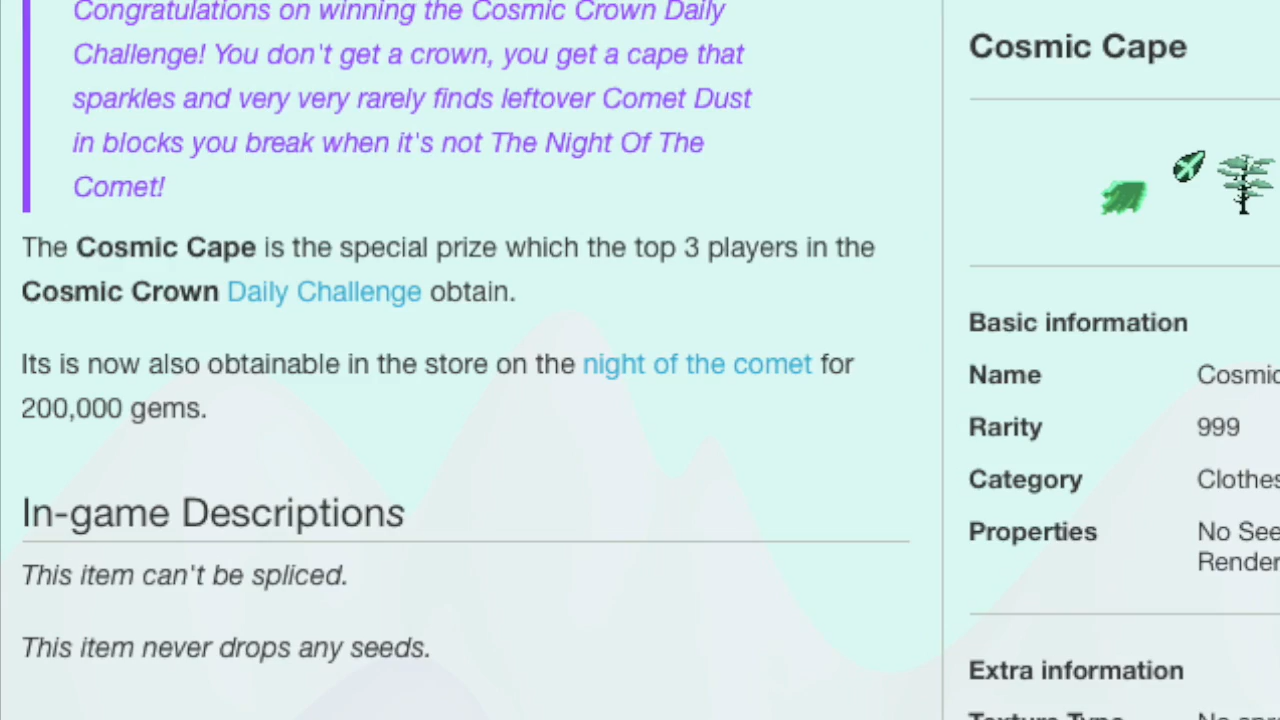 Congratulations on winning the Cosmic Crown Daily
Challenge! You don't get a crown, you get a cape that
sparkles and very very rarely finds leftover Comet Dust
in blocks you break when it's not The Night Of The
Comet!
The Cosmic Cape is the special prize which the top 3 players in the
Cosmic Crown Daily Challenge obtain.
Its is now also obtainable in the store on the night of the comet for
200,000 gems.
In-game Descriptions
This item can't be spliced.
This item never drops any seeds.
Cosmic Cape
Basic information
Name Cosmic
Rarity 999
Category Clothes
Properties No See
Render
Extra information
Texture Type No spr